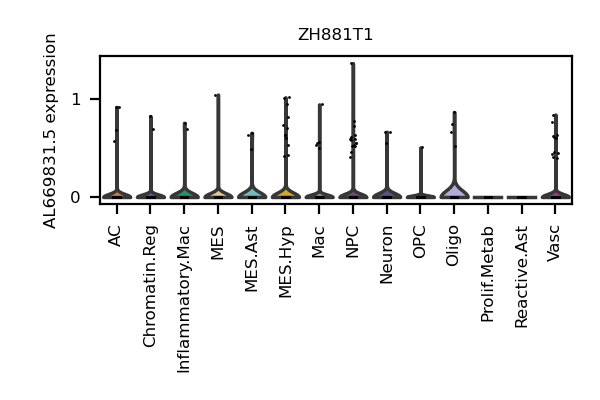 ZH881T1
AL669831.5 expression
1
0
AC
Chromatin.Reg
Inflammatory.Mac
MES
MES.Ast
MES.Hyp
Mac
NPC
Neuron
OPC
Oligo
Prolif.Metab
Reactive.Ast
Vasc